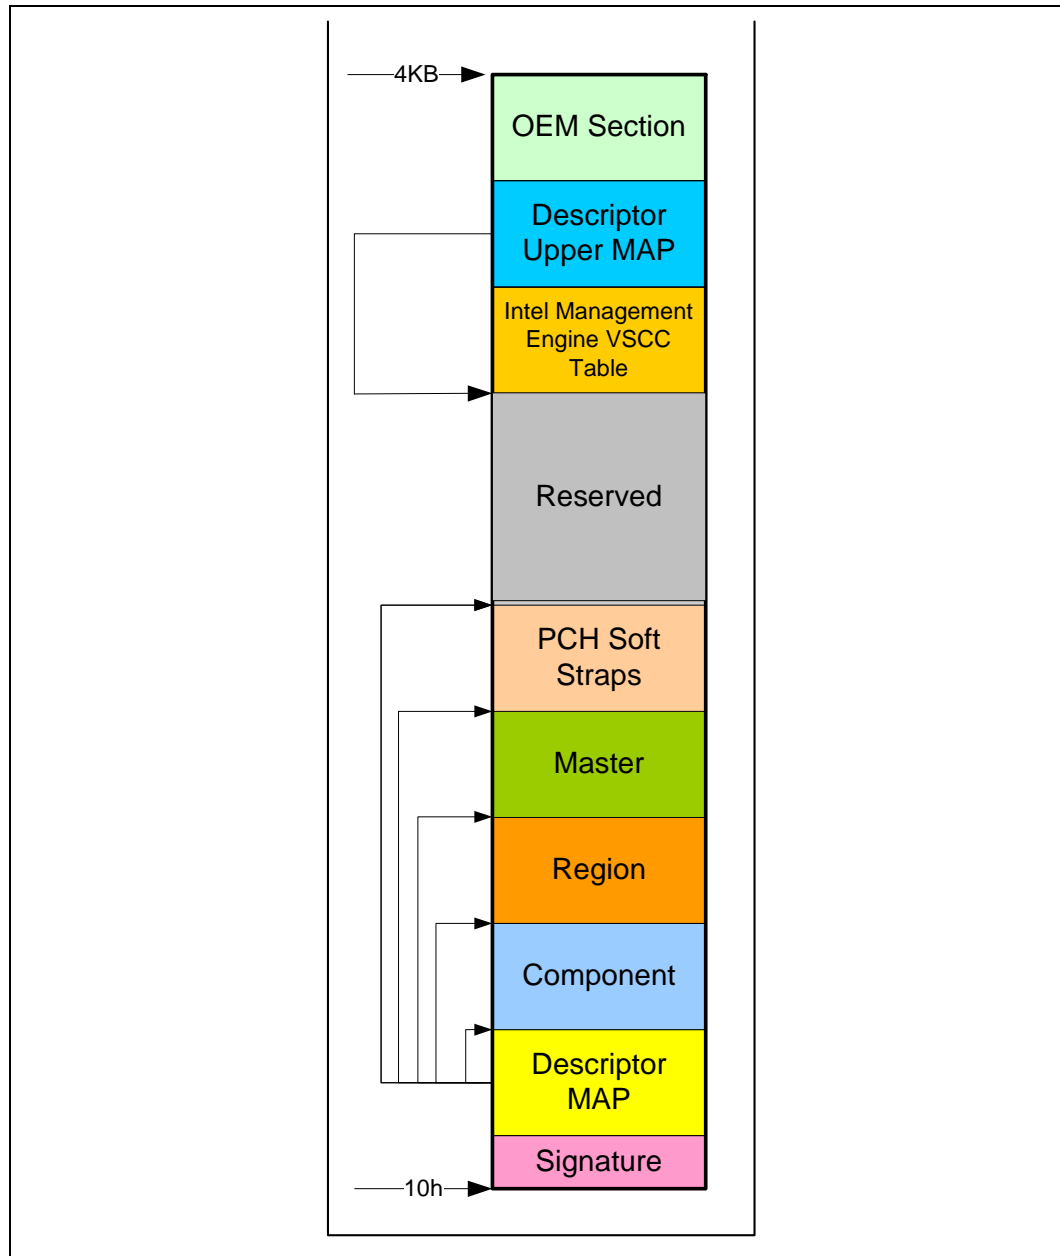 4KB
OEM Section
Descriptor
Upper MAP
Intel Management
Engine VSCC
Table
Reserved
PCH Soft
Straps
Master
Region
Component
Descriptor
MAP
Signature
10h